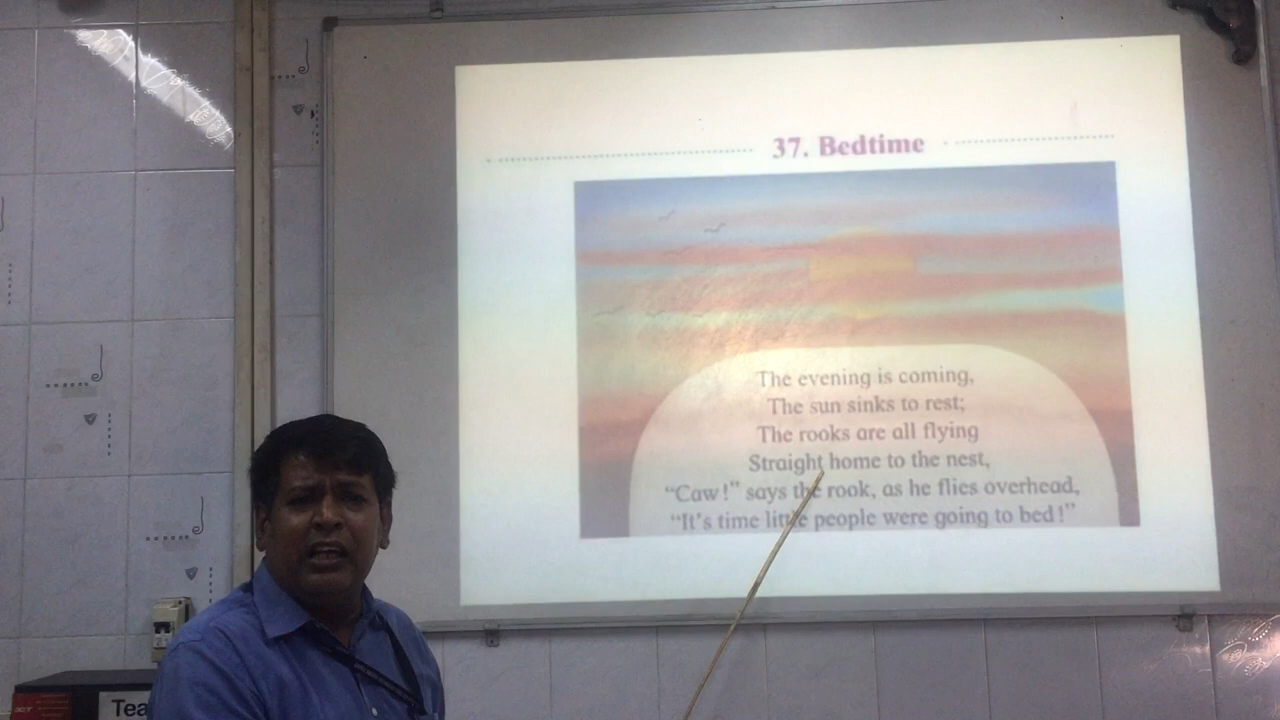 37. Bedtime
The evening is coming,
The sun sinks to rest;
The rooks are all flying
Straight home to the nest,
“Caw!” says the rook, as he flies overhead,
“It's time little people were going to bed!”
acer
Tea